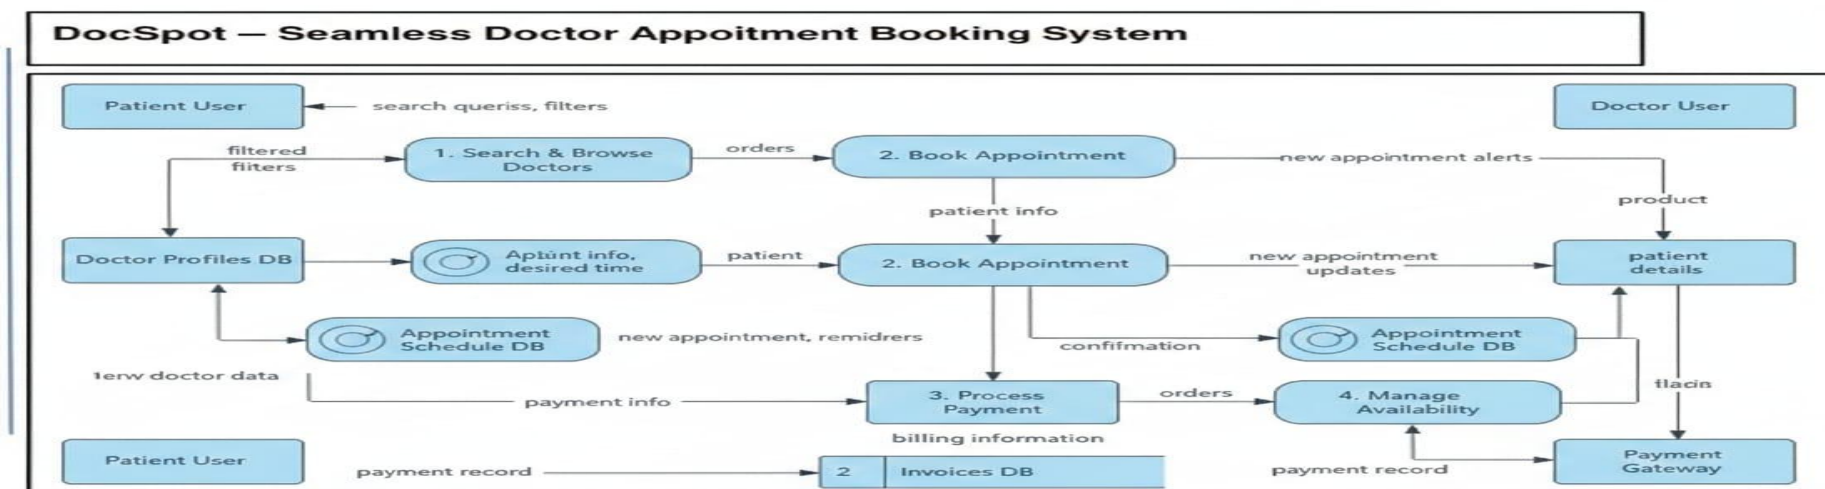 DocSpot — Seamless Doctor Appoitment Booking System
Patient User
search queriss, filters
Doctor User
filtered
fliters
1. Search & Browse
Doctors
orders
2. Book Appointment
new appointment alerts
patient info
product
Doctor Profiles DB
info,
desired time
patient
2. Book Appointment
new appointment
updates
patient
details
Appointment
Schedule DB
new appointment, remidrers
confifmation
Appointment
Schedule DB
doctor data
payment info
3. Process
Payment
orders
4. Manage
Availability
billing information
Patient User
payment record
2
Invoices DB
payment record
Payment
Gateway